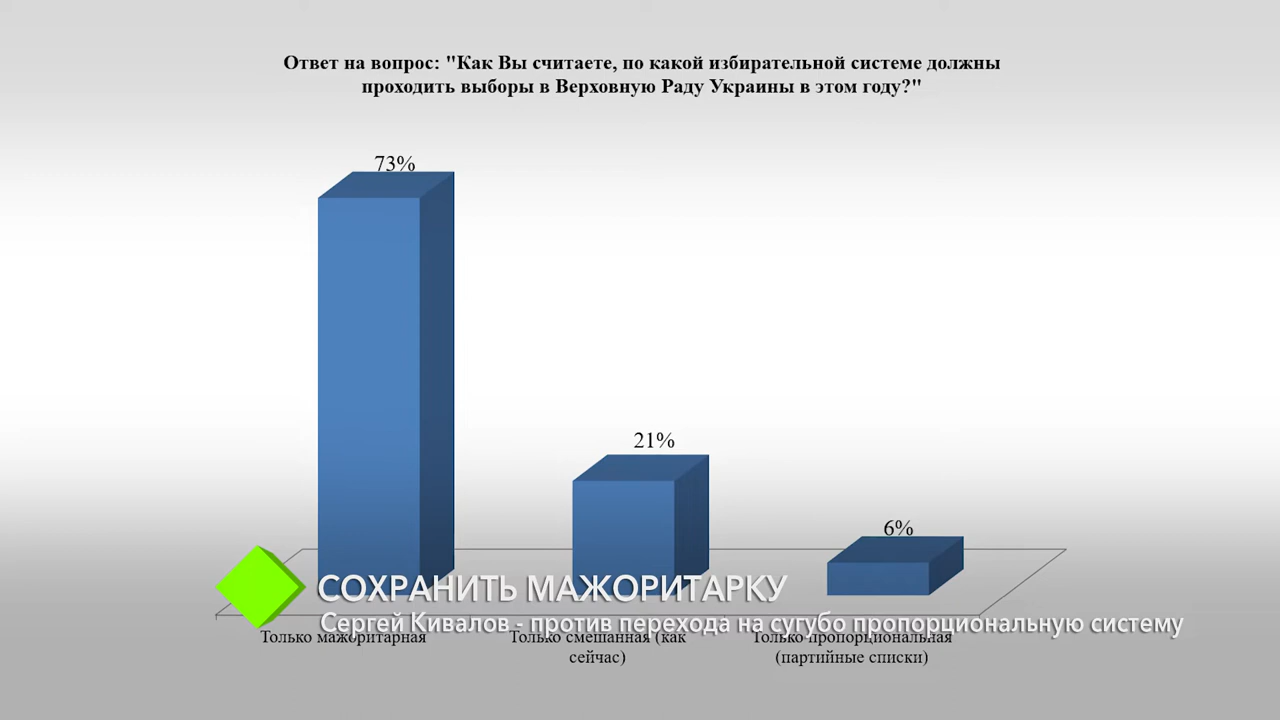 Ответ на вопрос: "Как Вы считаете, по какой избирательной системе должны
проходить выборы в Верховную Раду Украины в этом году?"
73%
21%
6%
СОХРАНИТЬ МАЖОРИТАРКУ
Сергей Кивалов - против перехода на сугубо пропорциональную систему
Только мажоритарная
Только смешанная (как
сейчас)
Только пропорциональная
(партийные списки)